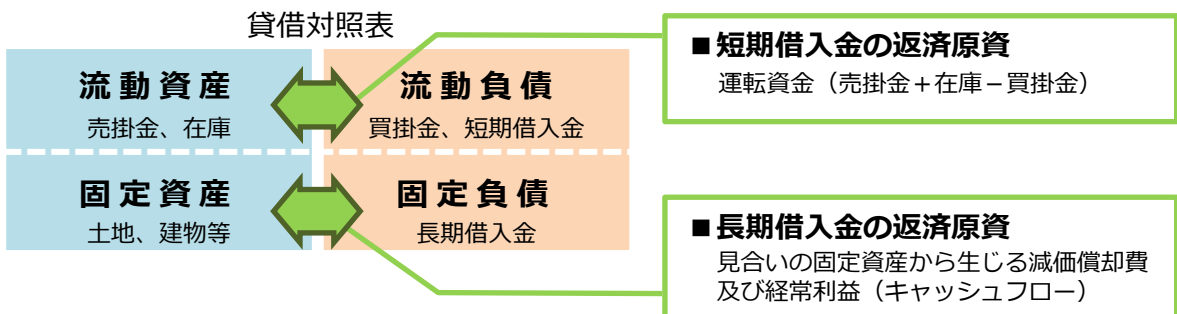 貸借対照表
流動資産
売掛金、在庫
流動負債
買掛金、短期借入金
固定資産
土地、建物等
固定負債
長期借入金
■短期借入金の返済原資
運転資金（売掛金＋在庫－買掛金）
■長期借入金の返済原資
見合いの固定資産から生じる減価償却費
及び経常利益（キャッシュフロー）